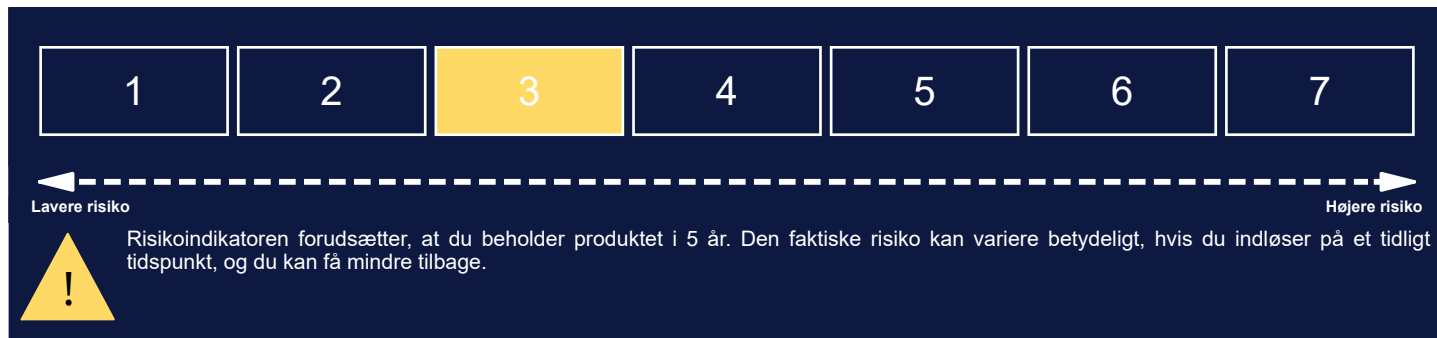 1 2 3 4 5 6 7
Lavere risiko Højere risiko
Risikoindikatoren forudsætter, at du beholder produktet i 5 år. Den faktiske risiko kan variere betydeligt, hvis du indløser på et tidligt
tidspunkt, og du kan få mindre tilbage.
!